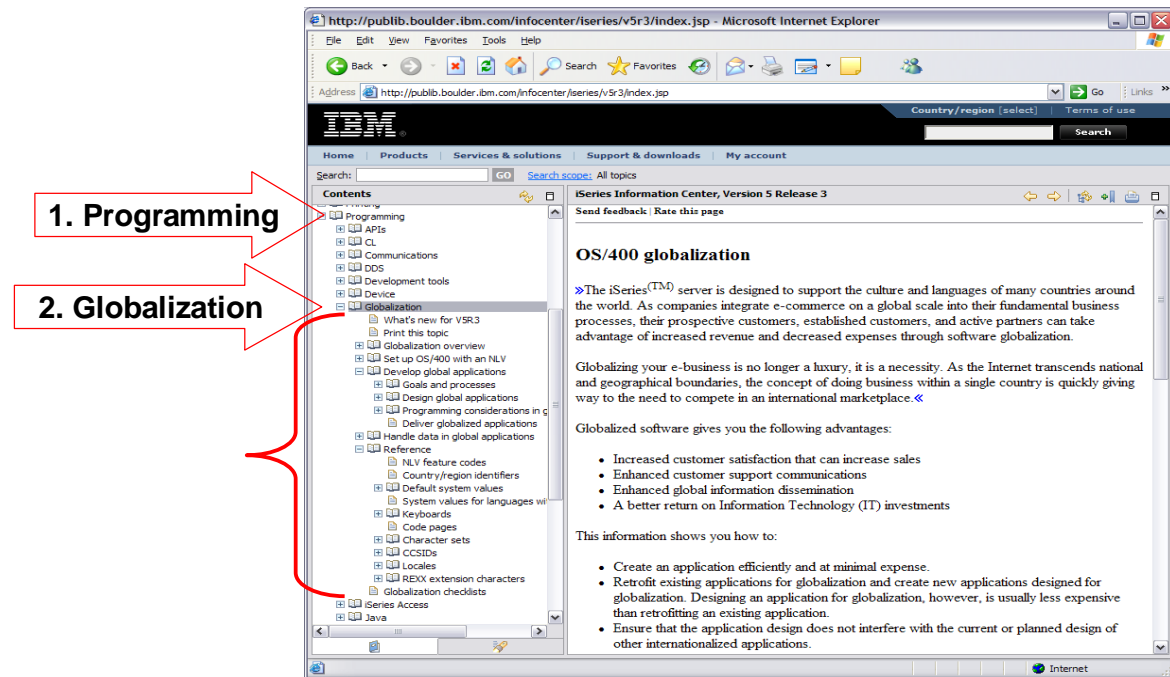 http://publib.boulder.ibm.com/infocenter/iseries/v5r3/index.jsp - Microsoft Internet Explorer
File Edit View Favorites Tools Help
Back Search Favorites
Address http://publib.boulder.ibm.com/infocenter/iseries/v5r3/index.jsp Go Links »
Country/region [select] | Terms of use
IBM ®
Search
Home | Products | Services & solutions | Support & downloads | My account
Search: GO Search scope: All topics
Contents
iSeries Information Center, Version 5 Release 3
1. Programming
2. Globalization
Programming
APIs
CL
Communications
DDS
Development tools
Device
Globalization
What's new for V5R3
Print this topic
Globalization overview
Set up OS/400 with an NLV
Develop global applications
Goals and processes
Design global applications
Programming considerations in g
Deliver globalized applications
Handle data in global applications
Reference
NLV feature codes
Country/region identifiers
Default system values
System values for languages wi
Keyboards
Code pages
Character sets
CCSIDs
Locales
REXX extension characters
Globalization checklists
iSeries Access
Java
Send feedback | Rate this page
OS/400 globalization
»The iSeries(TM) server is designed to support the culture and languages of many countries around
the world. As companies integrate e-commerce on a global scale into their fundamental business
processes, their prospective customers, established customers, and active partners can take
advantage of increased revenue and decreased expenses through software globalization.
Globalizing your e-business is no longer a luxury, it is a necessity. As the Internet transcends national
and geographical boundaries, the concept of doing business within a single country is quickly giving
way to the need to compete in an international marketplace.«
Globalized software gives you the following advantages:
• Increased customer satisfaction that can increase sales
• Enhanced customer support communications
• Enhanced global information dissemination
• A better return on Information Technology (IT) investments
This information shows you how to:
• Create an application efficiently and at minimal expense.
• Retrofit existing applications for globalization and create new applications designed for
globalization. Designing an application for globalization, however, is usually less expensive
than retrofitting an existing application.
• Ensure that the application design does not interfere with the current or planned design of
other internationalized applications.
Internet